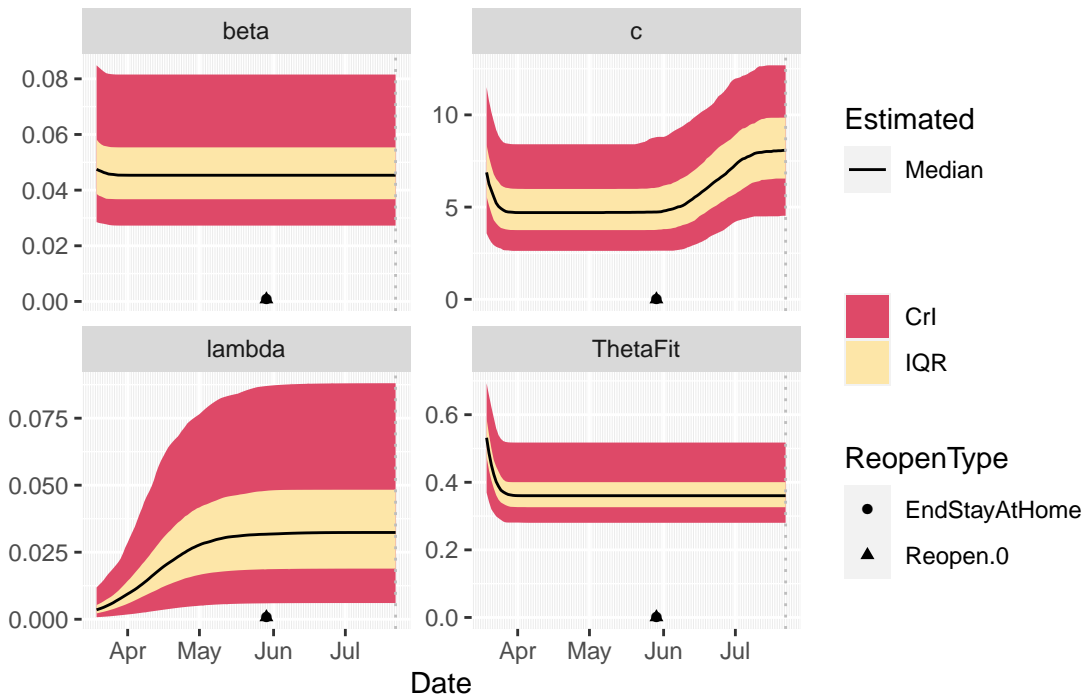 beta
c
0.08
0.06
0.04
0.02
0.00
10
5
0
lambda
ThetaFit
0.075
0.050
0.025
0.000
0.6
0.4
0.2
0.0
Apr May Jun Jul
Apr May Jun Jul
Date
Estimated
Median
CrI
IQR
ReopenType
EndStayAtHome
Reopen.0